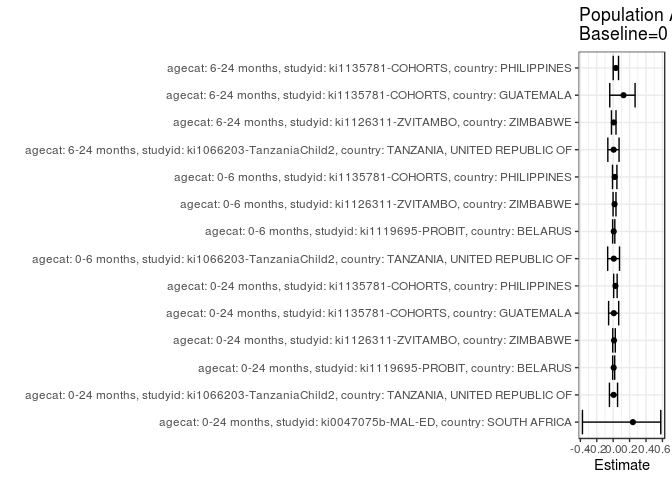 Population
Baseline=0
agecat: 6-24 months, studyid: ki1135781-COHORTS, country: PHILIPPINES
agecat: 6-24 months, studyid: ki1135781-COHORTS, country: GUATEMALA
agecat: 6-24 months, studyid: ki1126311-ZVITAMBO, country: ZIMBABWE
agecat: 6-24 months, studyid: ki1066203-TanzaniaChild2, country: TANZANIA, UNITED REPUBLIC OF
agecat: 0-6 months, studyid: ki1135781-COHORTS, country: PHILIPPINES
agecat: 0-6 months, studyid: ki1126311-ZVITAMBO, country: ZIMBABWE
agecat: 0-6 months, studyid: ki1119695-PROBIT, country: BELARUS
agecat: 0-6 months, studyid: ki1066203-TanzaniaChild2, country: TANZANIA, UNITED REPUBLIC OF
agecat: 0-24 months, studyid: ki1135781-COHORTS, country: PHILIPPINES
agecat: 0-24 months, studyid: ki1135781-COHORTS, country: GUATEMALA
agecat: 0-24 months, studyid: ki1126311-ZVITAMBO, country: ZIMBABWE
agecat: 0-24 months, studyid: ki1119695-PROBIT, country: BELARUS
agecat: 0-24 months, studyid: ki1066203-TanzaniaChild2, country: TANZANIA, UNITED REPUBLIC OF
agecat: 0-24 months, studyid: ki0047075b-MAL-ED, country: SOUTH AFRICA
-0.4 0.0 0.2 0.4 0.6
Estimate